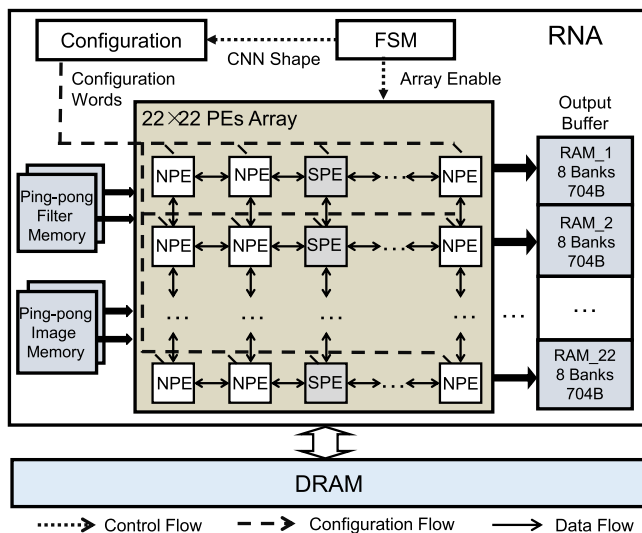 Configuration
FSM
RNA
CNN Shape
Configuration
Words
Array Enable
Output
Buffer
22×22 PEs Array
NPE NPE SPE ... NPE
RAM_1
8 Banks
704B
Ping-pong
Filter
Memory
NPE NPE SPE ... NPE
RAM_2
8 Banks
704B
Ping-pong
Image
Memory
... ... ... ... ... ...
NPE NPE SPE ... NPE
RAM_22
8 Banks
704B
DRAM
Control Flow
Configuration Flow
Data Flow